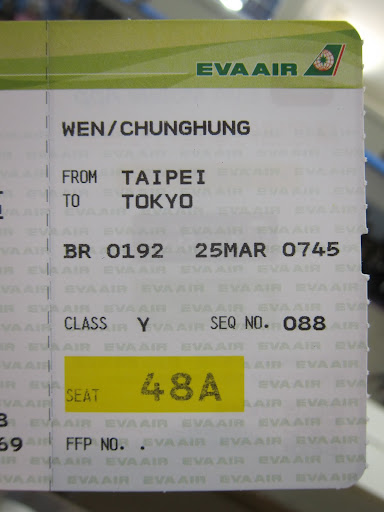 EVA AIR
WEN/CHUNGHUNG
FROM TAIPEI
TO TOKYO
BR 0192 25MAR 0745
CLASS Y SEQ NO. 088
SEAT 48A
69 FFP NO. .